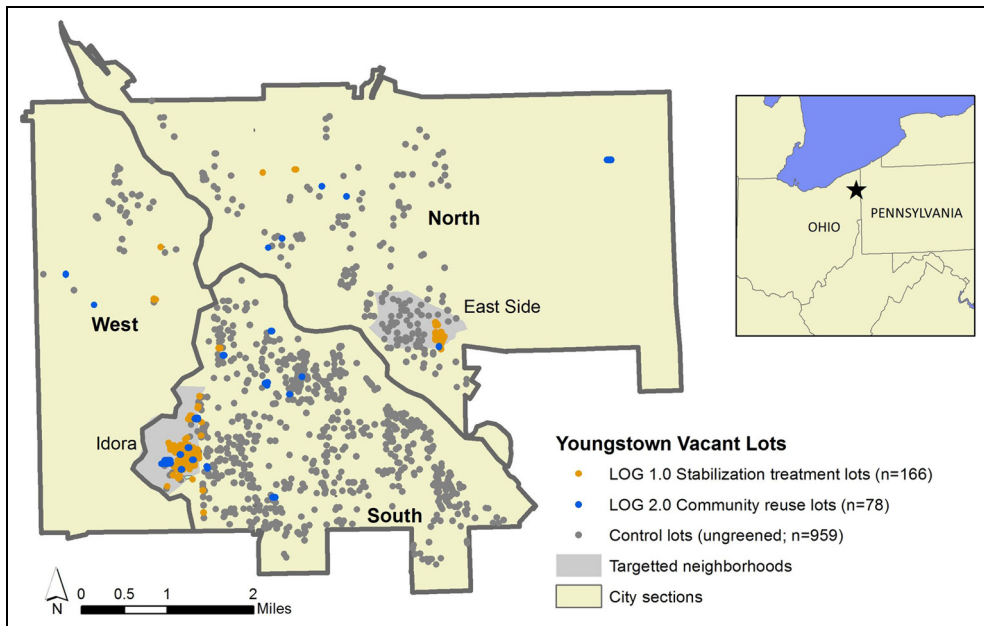 North
East Side
West
Idora
South
OHIO
PENNSYLVANIA
Youngstown Vacant Lots
LOG 1.0 Stabilization treatment lots (n=166)
LOG 2.0 Community reuse lots (n=78)
Control lots (ungreened; n=959)
Targetted neighborhoods
City sections
N
0 0.5 1 2
Miles